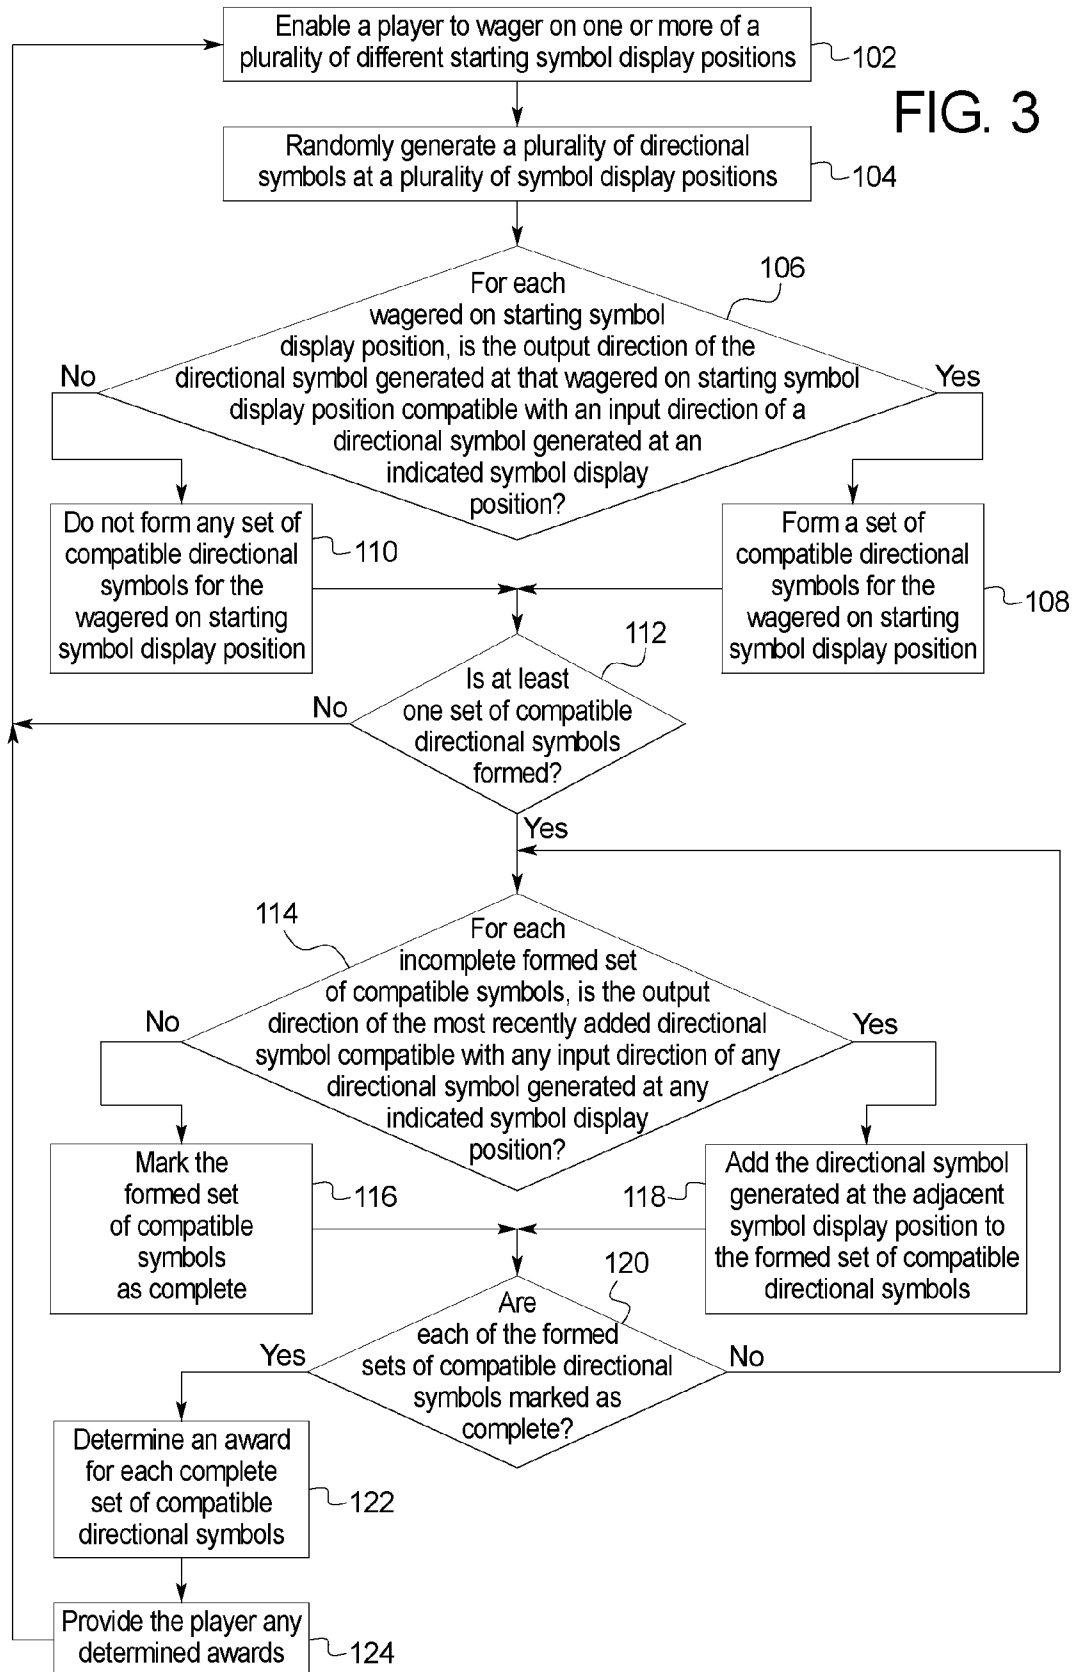 Enable a player to wager on one or more of a
plurality of different starting symbol display positions
102
FIG. 3
Randomly generate a plurality of directional
symbols at a plurality of symbol display positions
104
106
For each
wagered on starting symbol
display position, is the output direction of the
directional symbol generated at that wagered on starting symbol
display position compatible with an input direction of a
directional symbol generated at an
indicated symbol display
position?
No
Yes
Do not form any set of
compatible directional
symbols for the
wagered on starting
symbol display position
110
Form a set of
compatible directional
symbols for the
wagered on starting
symbol display position
108
112
Is at least
one set of compatible
directional symbols
formed?
No
Yes
114
For each
incomplete formed set
of compatible symbols, is the output
direction of the most recently added directional
symbol compatible with any input direction of any
directional symbol generated at any
indicated symbol display
position?
No
Yes
Mark the
formed set
of compatible
symbols
as complete
116
118
Add the directional symbol
generated at the adjacent
symbol display position to
the formed set of compatible
directional symbols
120
Are
each of the formed
sets of compatible directional
symbols marked as
complete?
Yes
No
Determine an award
for each complete
set of compatible
directional symbols
122
Provide the player any
determined awards
124